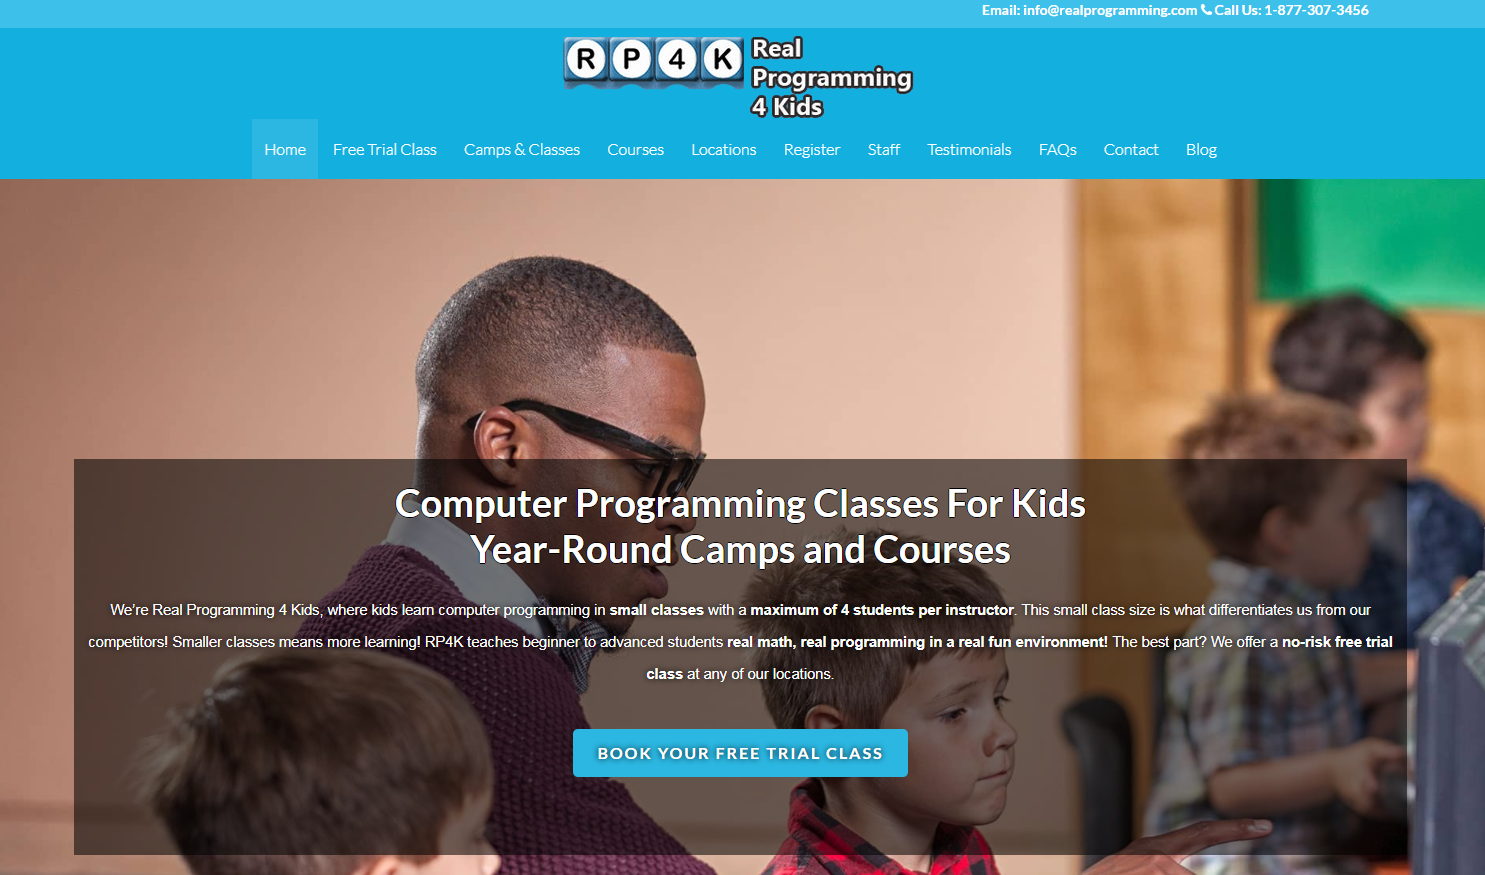 Email: info@realprogramming.com Call Us: 1-877-307-3456
R P 4 K
Real
Programming
4 Kids
Home Free Trial Class Camps & Classes Courses Locations Register Staff Testimonials FAQs Contact Blog
Computer Programming Classes For Kids
Year-Round Camps and Courses
We're Real Programming 4 Kids, where kids learn computer programming in small classes with a maximum of 4 students per instructor. This small class size is what differentiates us from our
competitors! Smaller classes means more learning! RP4K teaches beginner to advanced students real math, real programming in a real fun environment! The best part? We offer a no-risk free trial
class at any of our locations.
BOOK YOUR FREE TRIAL CLASS